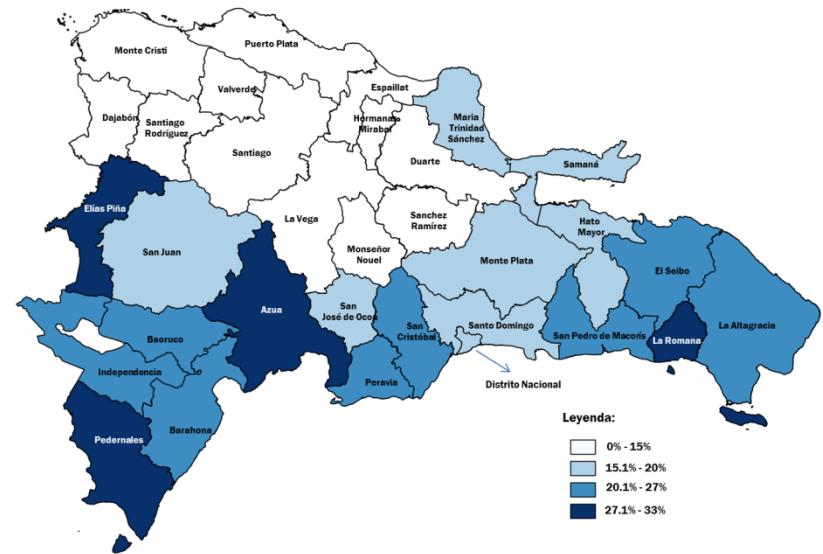 Monte Cristi
Puerto Plata
Valverde
Espaillat
Dajabón
Santiago
Rodríguez
Hermanas
Mirabal
Maria
Trinidad
Sánchez
Santiago
Duarte
Samaná
Elías Piña
La Vega
Sanchez
Ramírez
Hato
Mayor
San Juan
Monseñor
Nouel
Monte Plata
El Seibo
Azua
San
José de Ocoa
San
Cristóbal
Santo Domingo
San Pedro de Macorís
La Romana
La Altagracia
Baoruco
Independencia
Peravia
Distrito Nacional
Barahona
Pedernales
Leyenda:
0% - 15%
15.1% - 20%
20.1% - 27%
27.1% - 33%